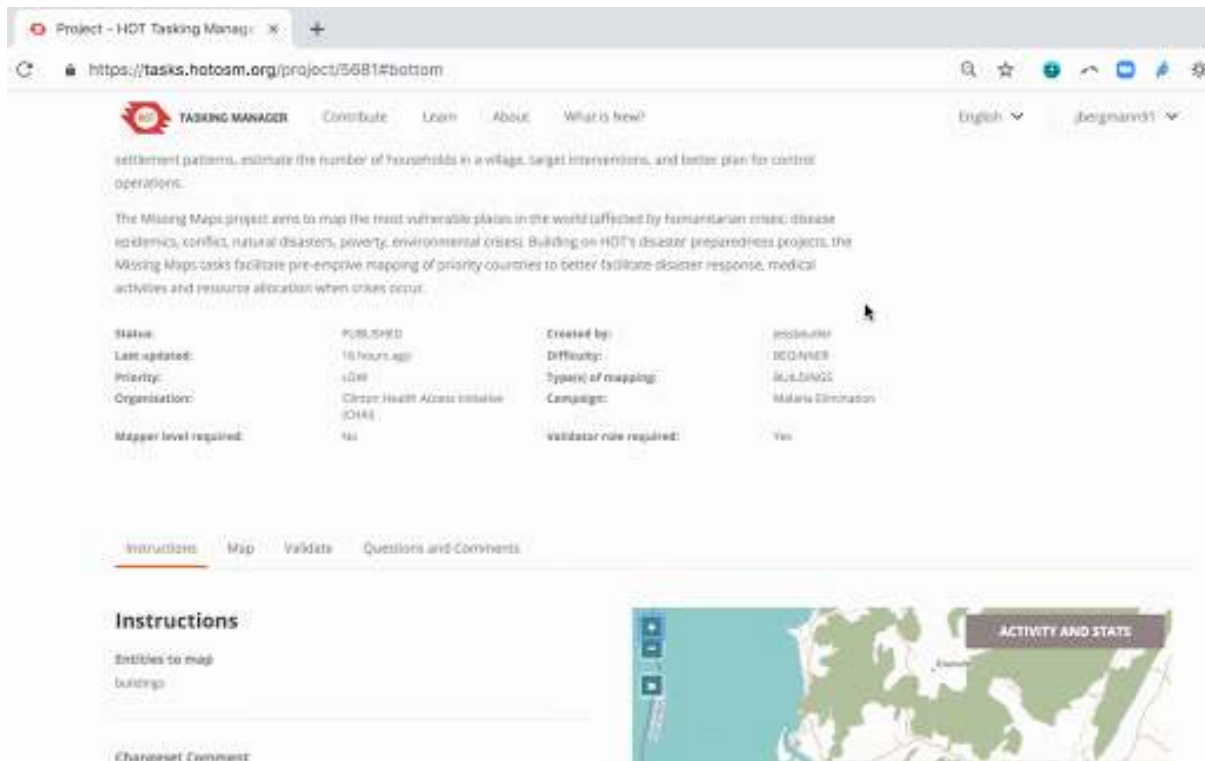 Project - HOT Tasking Manag
https://tasks.hotosm.org/project/5681#bottom
HOT TASKING MANAGER Contribute Learn About What is New? English
settlement patterns, estimate the number of households in a village, target interventions, and better plan for control
operations.
The Missing Maps project aims to map the most vulnerable places in the world (affected by humanitarian crises: disease
epidemics, conflict, natural disasters, poverty, environmental crises). Building on HOT's disaster preparedness projects, the
Missing Maps tasks facilitate pre-emptive mapping of priority countries to better facilitate disaster response, medical
activities and resource allocation when crises occur.
Status: PUBLISHED Created by:
Last updated: 16 hours ago Difficulty: BEGINNER
Priority: LOW Type(s) of mapping: BUILDINGS
Organisation: Clinton Health Access Initiative Campaign: Malaria Elimination
(CHAI)
Mapper level required: No Validator role required: Yes
Instructions Map Validate Questions and Comments
Instructions
ACTIVITY AND STATS
Entities to map
buildings
Changeset Comment